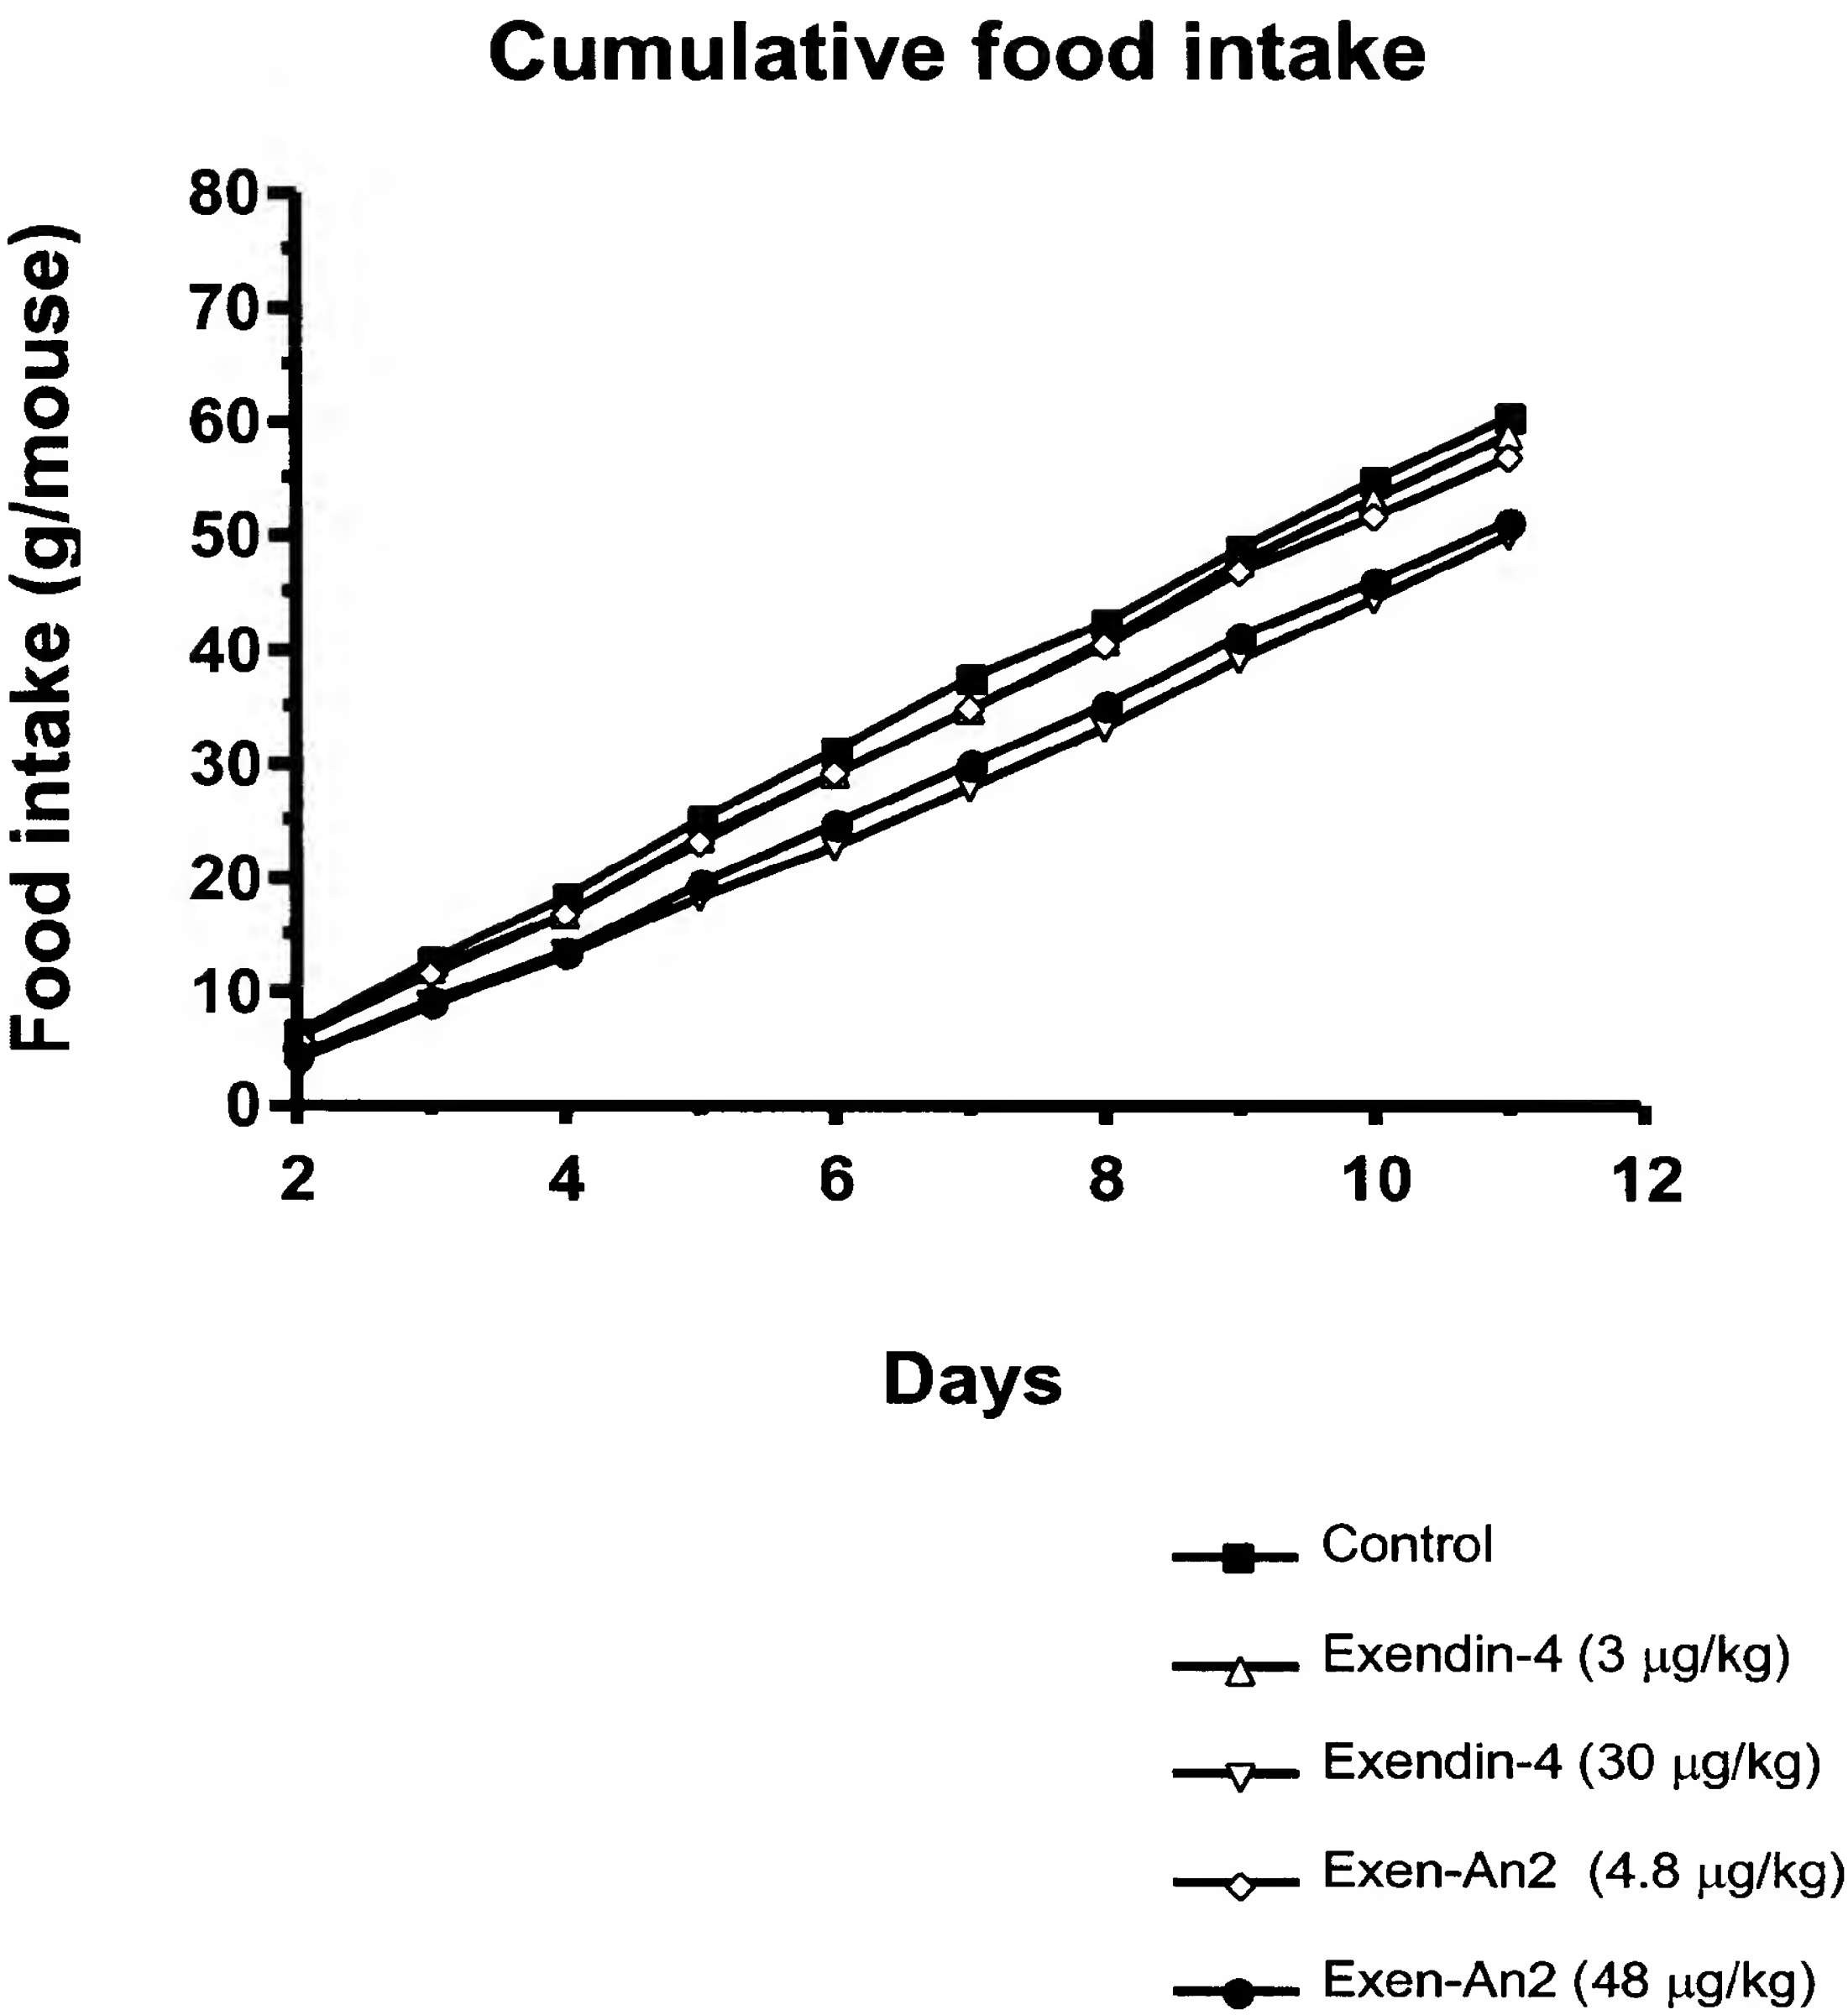 Cumulative food intake
Food intake (g/mouse)
80
70
60
50
40
30
20
10
0
2 4 6 8 10 12
Days
Control
Exendin-4 (3 μg/kg)
Exendin-4 (30 μg/kg)
Exen-An2 (4.8 μg/kg)
Exen-An2 (48 μg/kg)